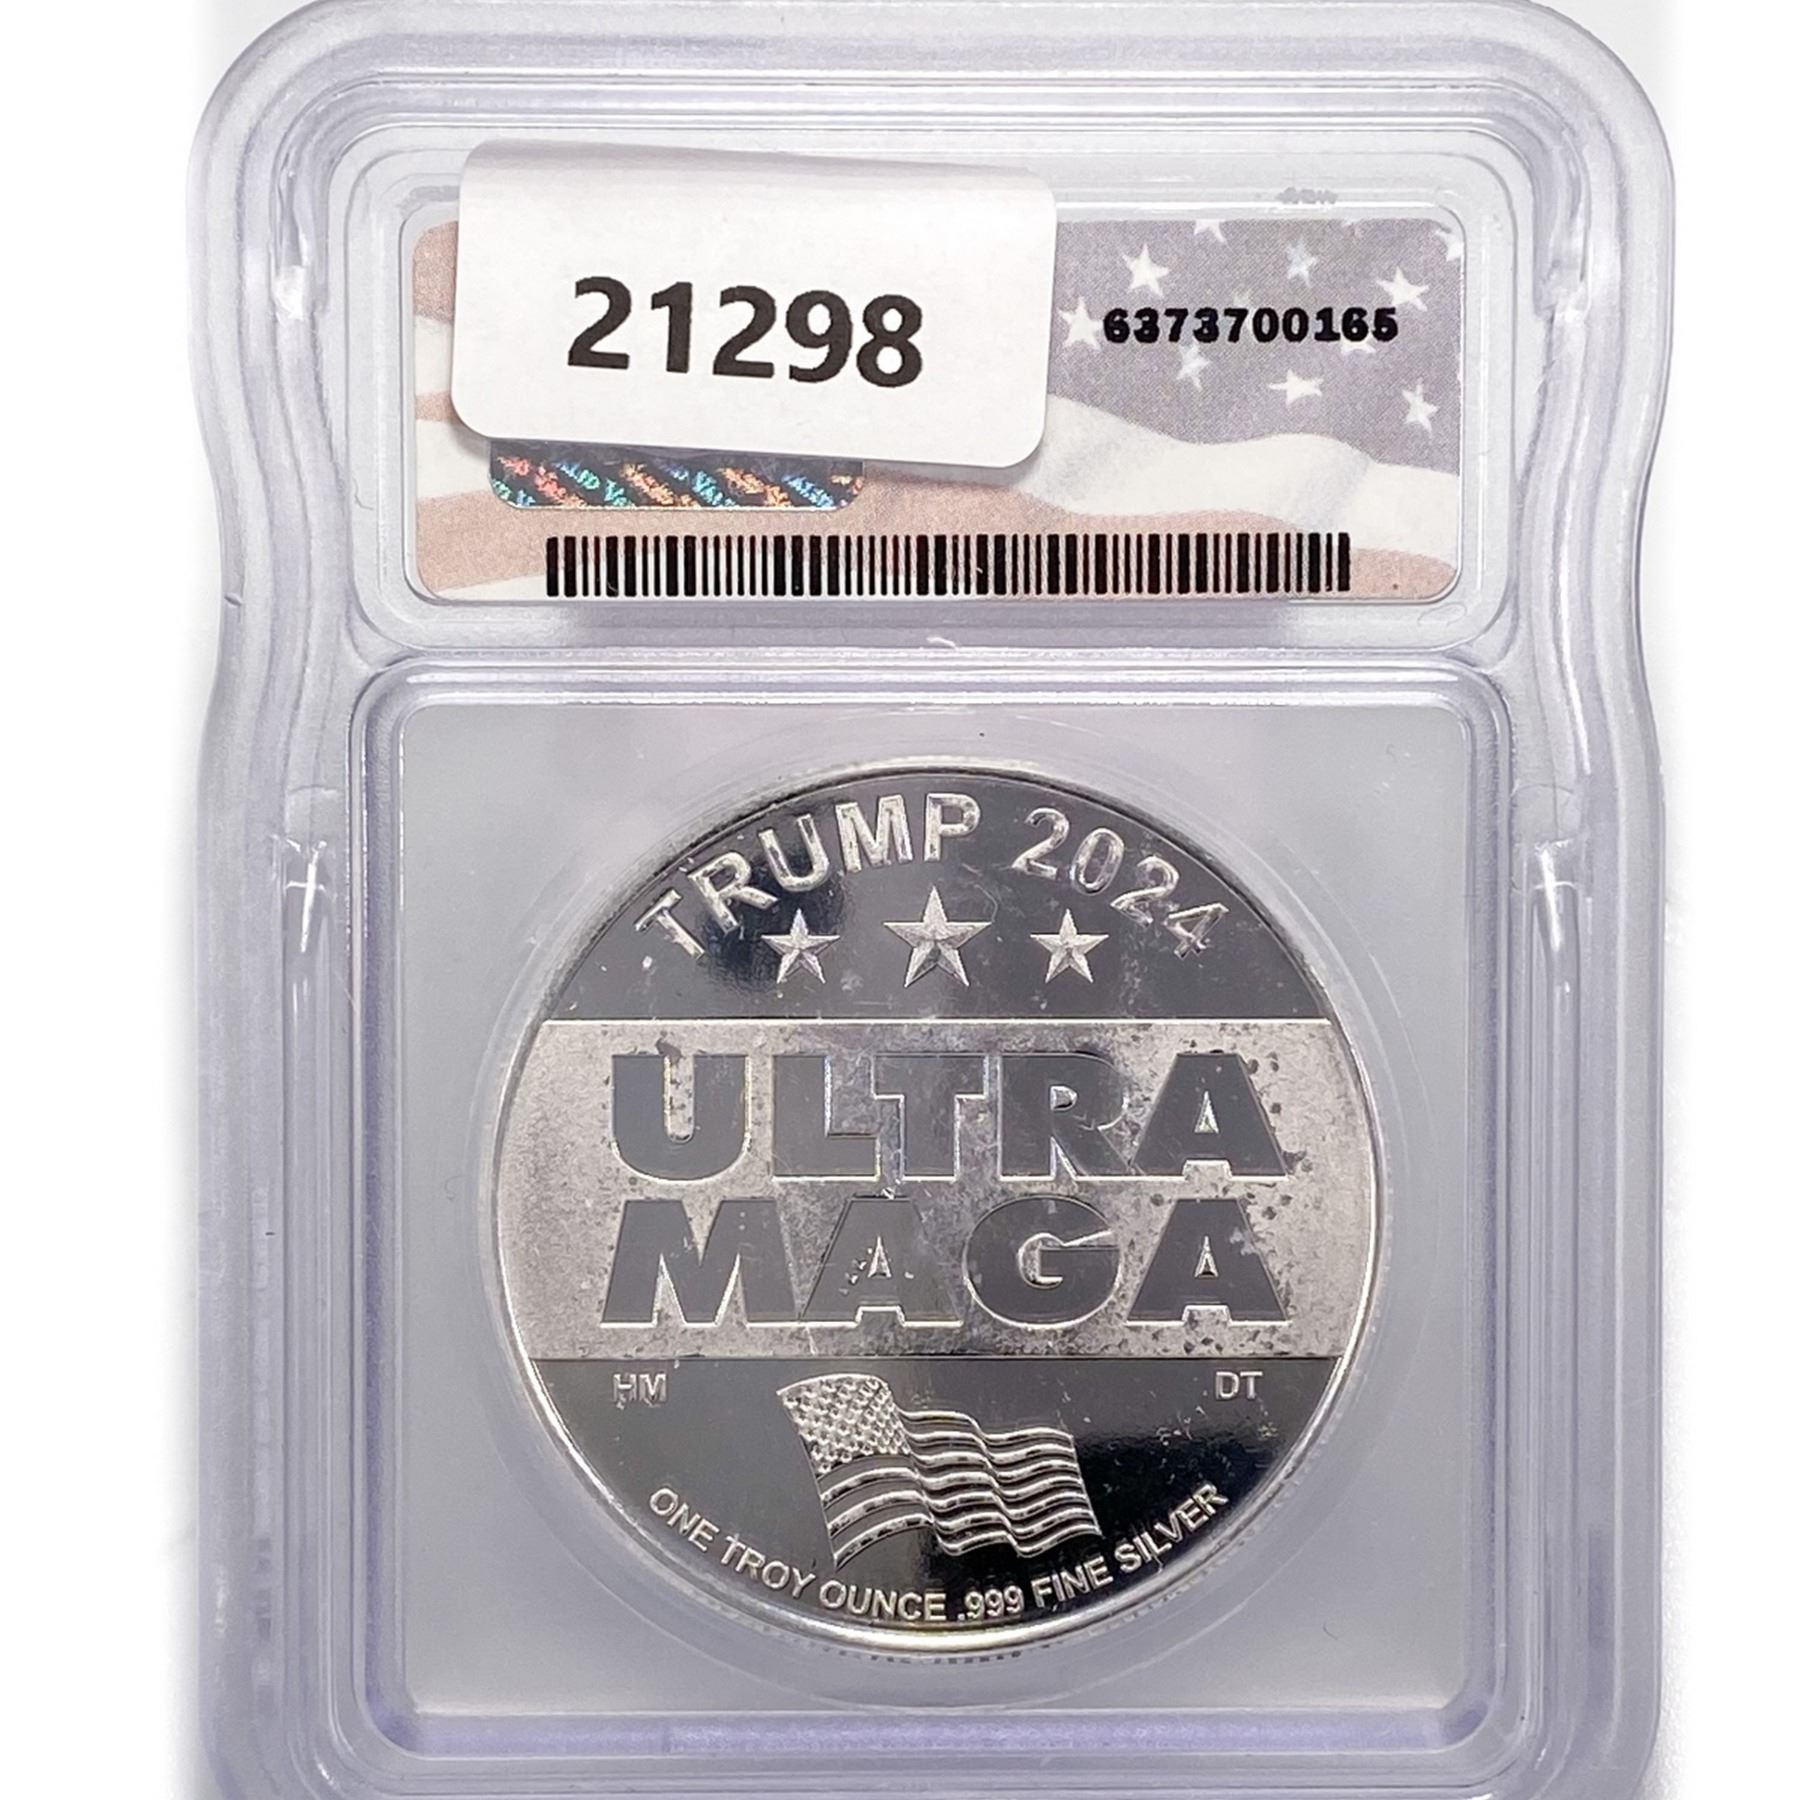 21298
6373700165
TRUMP 2024
ULTRA
MAGA
HM
DT
ONE TROY OUNCE .999 FINE SILVER